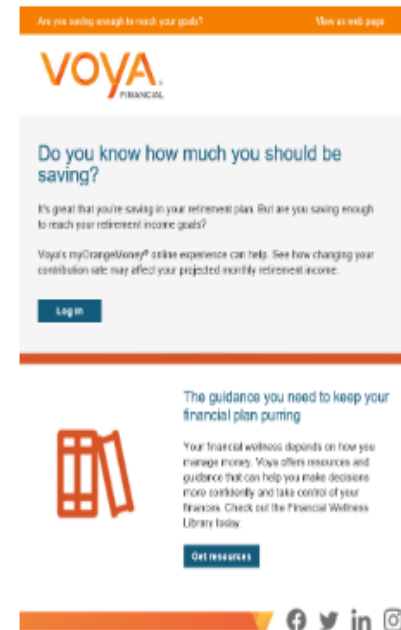 Are you saving enough to reach your goals? View as web page
VOYA
FINANCIAL
Do you know how much you should be
saving?
It's great that you're saving in your retirement plan. But are you saving enough
to reach your retirement income goals?
Voya's myOrangeMoney® online experience can help. See how changing your
contribution rate may affect your projected monthly retirement income.
Log in
The guidance you need to keep your
financial plan purring
Your financial wellness depends on how you
manage money. Voya offers resources and
guidance that can help you make decisions
more confidently and take control of your
finances. Check out the Financial Wellness
Library today.
Get resources